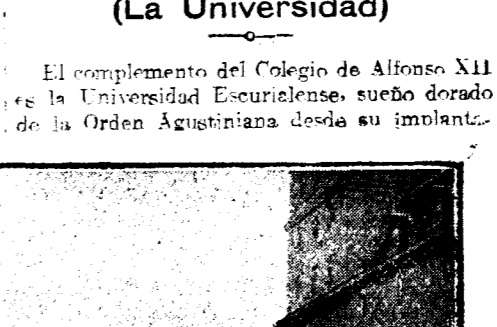 (La Universidad)
El complemento del Colegio de Alfonso XII
es la Universidad Escurialense, sueño dorado
de la Orden Agustiniana desde su implanta-